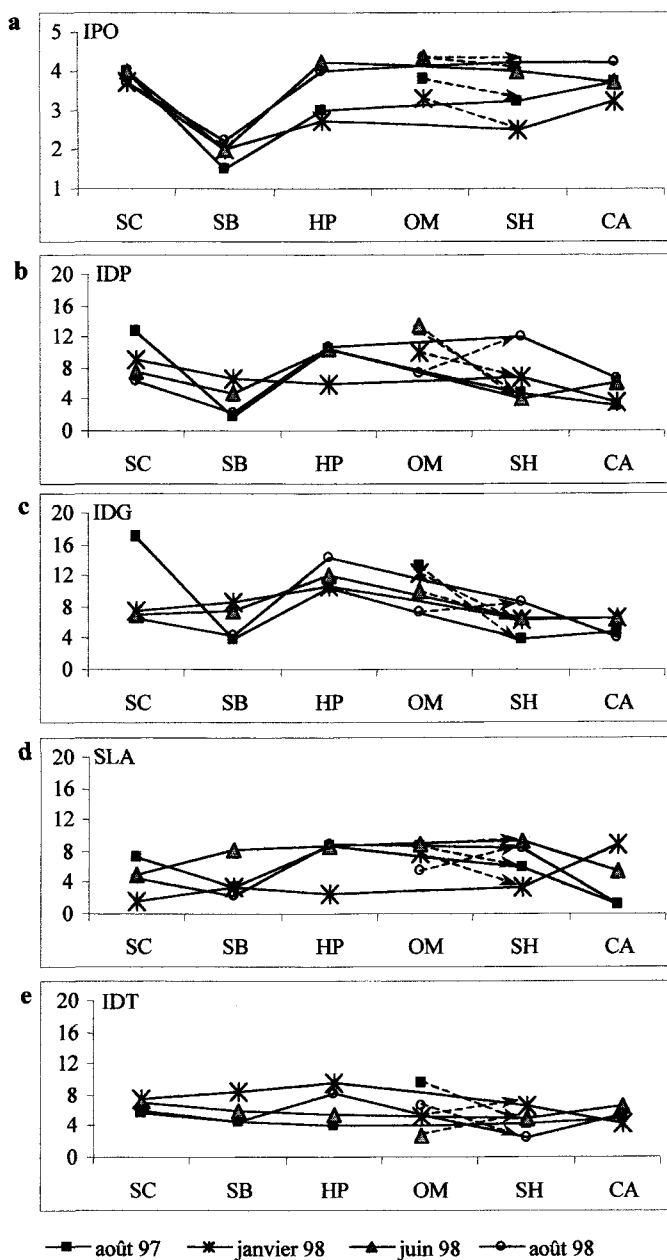 a IPO
5
4
3
2
1
SC SB HP OM SH CA
b IDP
20
16
12
8
4
0
SC SB HP OM SH CA
c IDG
20
16
12
8
4
0
SC SB HP OM SH CA
d SLA
20
16
12
8
4
0
SC SB HP OM SH CA
e IDT
20
16
12
8
4
0
SC SB HP OM SH CA
août 97 janvier 98 juin 98 août 98